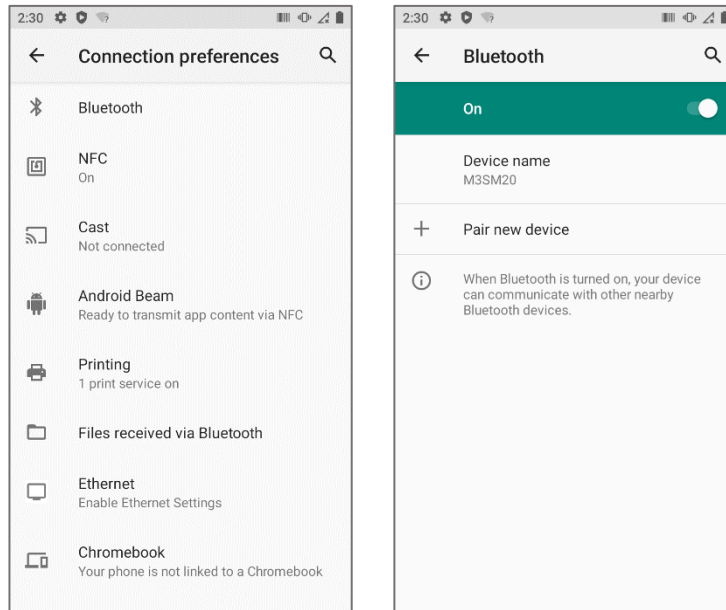 2:30
Connection preferences
Bluetooth
NFC
On
Cast
Not connected
Android Beam
Ready to transmit app content via NFC
Printing
1 print service on
Files received via Bluetooth
Ethernet
Enable Ethernet Settings
Chromebook
Your phone is not linked to a Chromebook
2:30
Bluetooth
On
Device name
M3SM20
Pair new device
When Bluetooth is turned on, your device
can communicate with other nearby
Bluetooth devices.